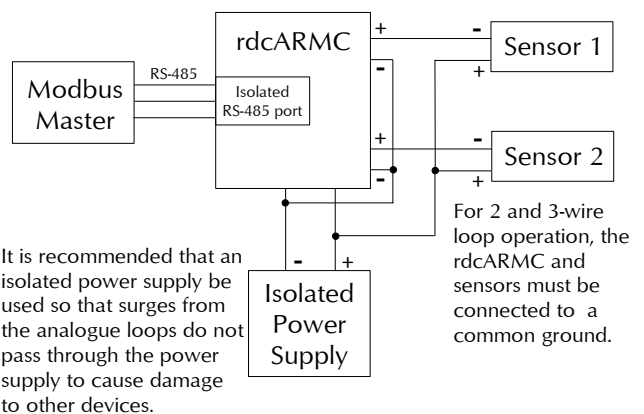 rdcARMC
+
-
Sensor 1
-
+
RS-485
Modbus
Master
Isolated
RS-485 port
+
-
Sensor 2
-
+
For 2 and 3-wire
loop operation, the
rdcARMC and
sensors must be
connected to a
common ground.
It is recommended that an
isolated power supply be
used so that surges from
the analogue loops do not
pass through the power
supply to cause damage
to other devices.
- +
Isolated
Power
Supply